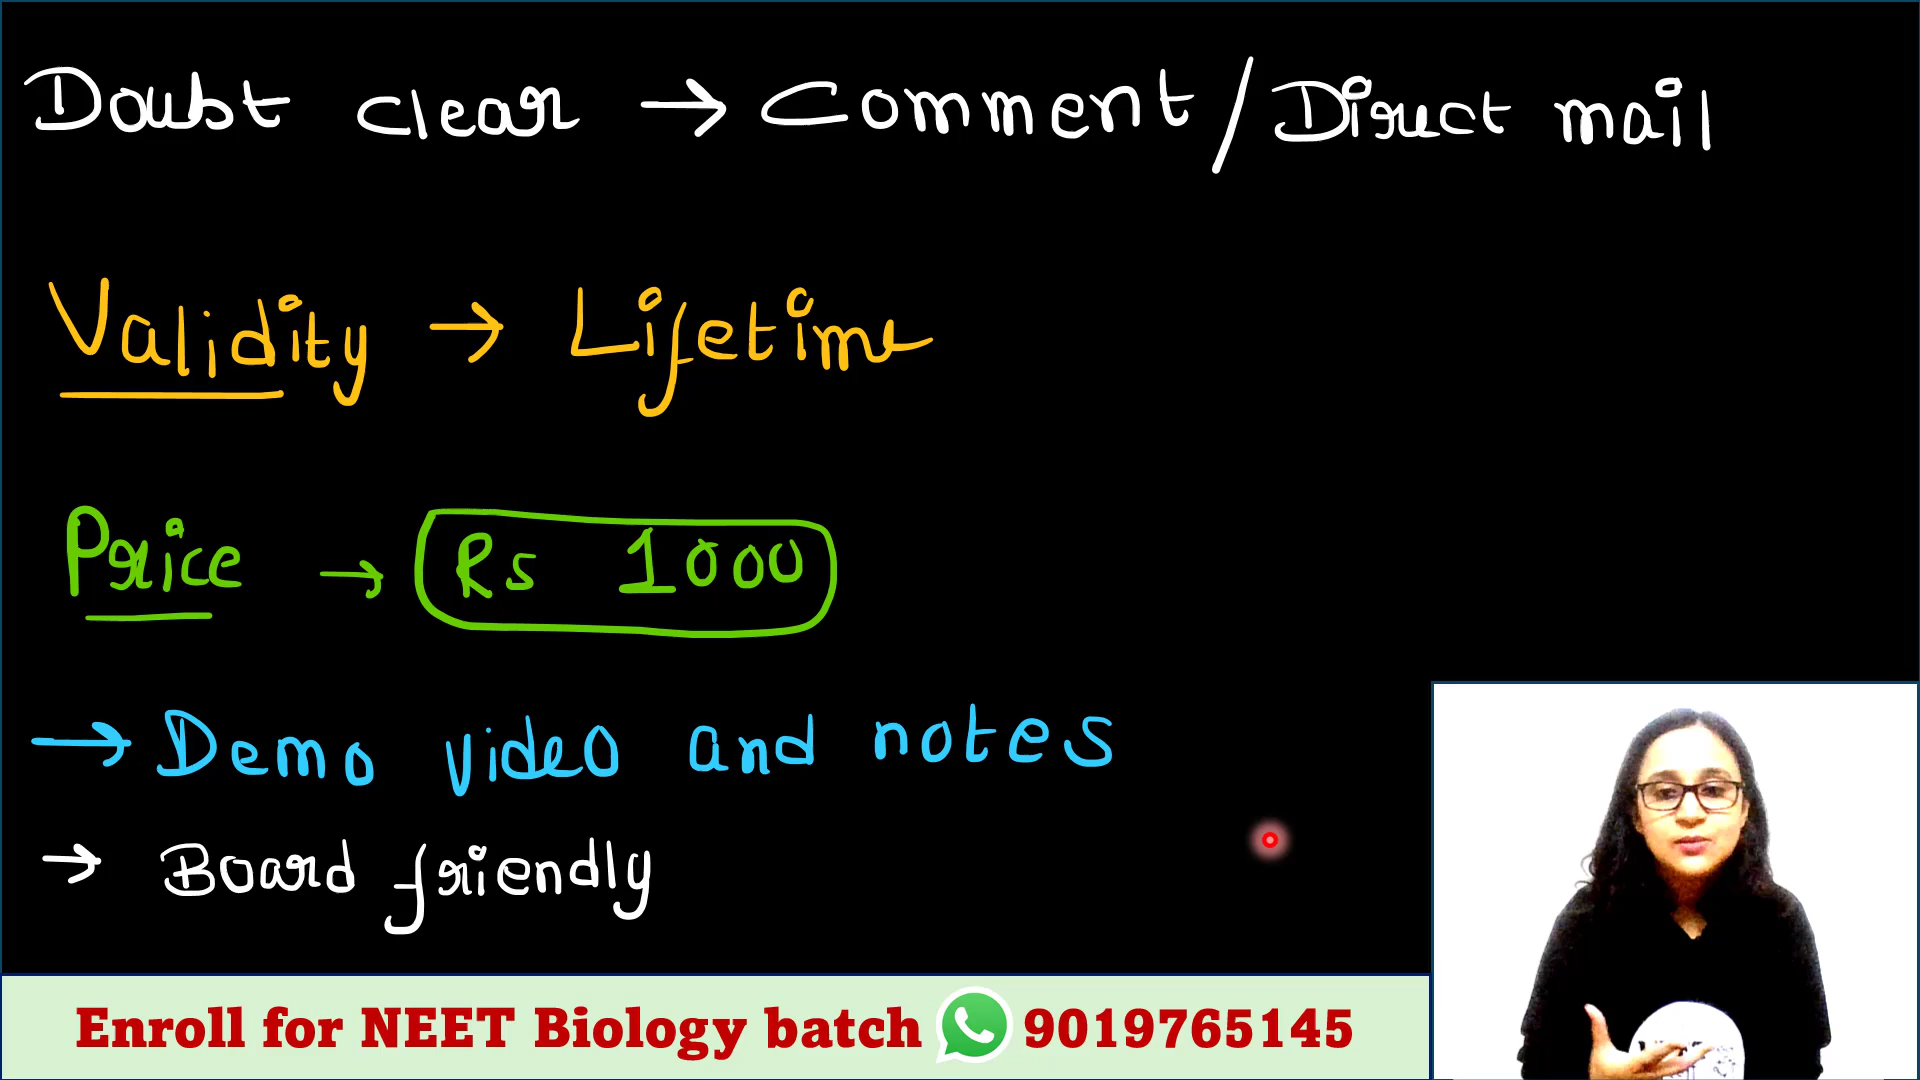 Doubt clear → Comment / Direct mail
Validity → Lifetime
Price → Rs 1000
→ Demo video and notes
→ Board friendly
Enroll for NEET Biology batch 9019765145